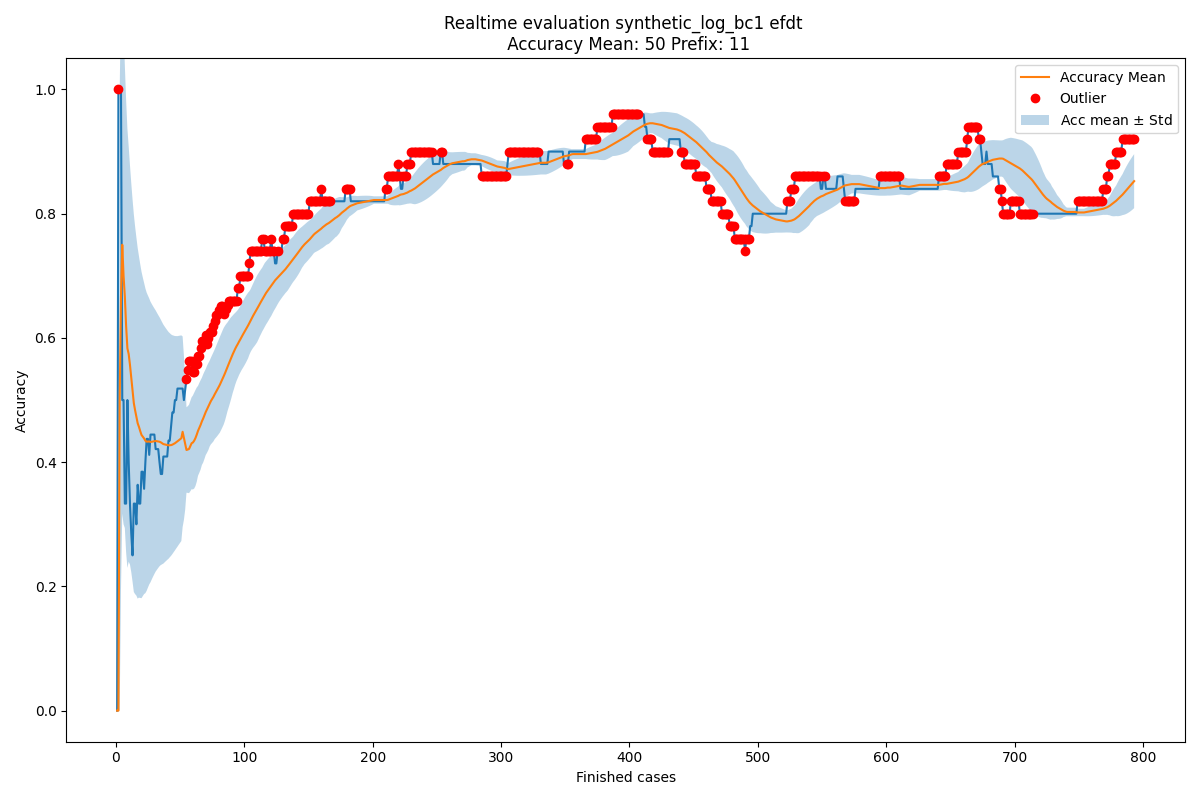 Realtime evaluation synthetic_log_bc1 efdt
Accuracy Mean: 50 Prefix: 11
Accuracy Mean
Outlier
Acc mean ± Std
1.0
0.8
0.6
0.4
0.2
0.0
Accuracy
0 100 200 300 400 500 600 700 800
Finished cases